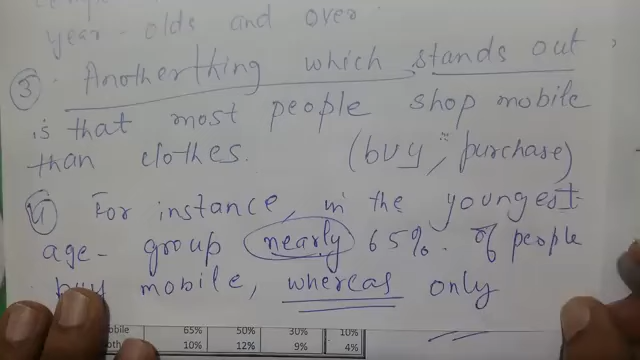 year-olds and over
③. Anotherthing which stands out,
is that most people shop mobile
than clothes. (buy, purchase)
④ For instance, in the youngest
age-group nearly 65%. of people
buy mobile, whereas only
obile 65% 50% 30% 10%
oth 10% 12% 9% 4%